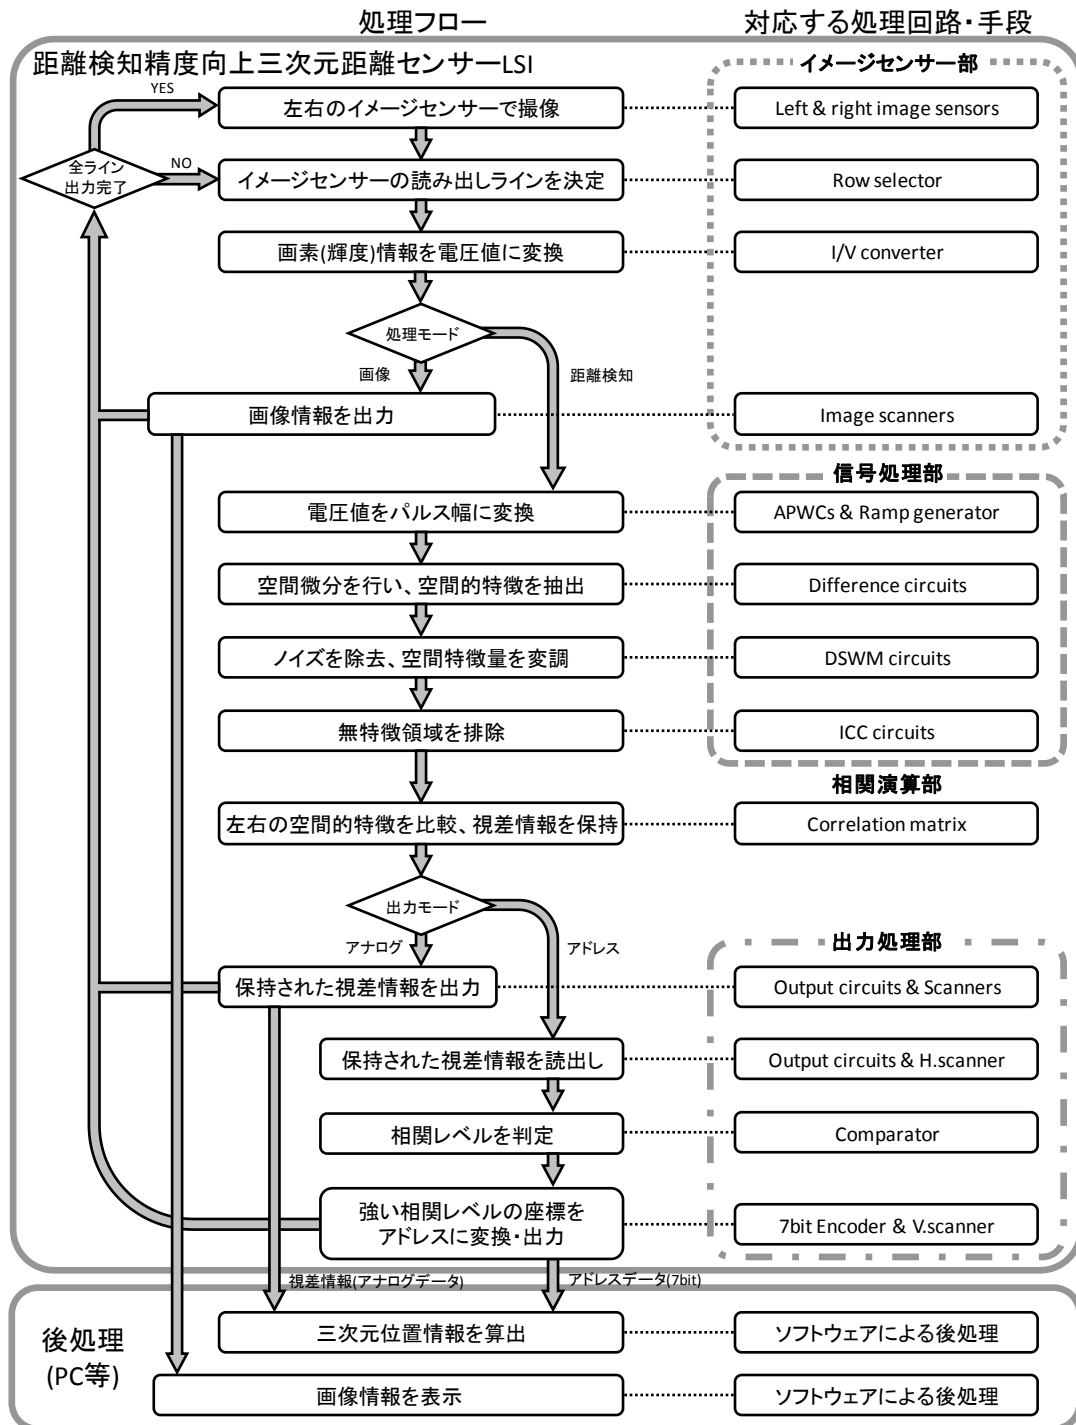 処理フロー
対応する処理回路・手段
距離検知精度向上三次元距離センサーLSI
イメージセンサー部
YES
左右のイメージセンサーで撮像
Left & right image sensors
全ライン
出力完了
NO
イメージセンサーの読み出しラインを決定
Row selector
画素(輝度)情報を電圧値に変換
I/V converter
処理モード
画像
距離検知
画像情報を出力
Image scanners
信号処理部
電圧値をパルス幅に変換
APWCs & Ramp generator
空間微分を行い、空間的特徴を抽出
Difference circuits
ノイズを除去、空間特徴量を変調
DSWM circuits
無特徴領域を排除
ICC circuits
相関演算部
左右の空間的特徴を比較、視差情報を保持
Correlation matrix
出力モード
アナログ
アドレス
出力処理部
保持された視差情報を出力
Output circuits & Scanners
保持された視差情報を読出し
Output circuits & H.scanner
相関レベルを判定
Comparator
強い相関レベルの座標を
アドレスに変換・出力
7bit Encoder & V.scanner
視差情報(アナログデータ)
アドレスデータ(7bit)
後処理
(PC等)
三次元位置情報を算出
ソフトウェアによる後処理
画像情報を表示
ソフトウェアによる後処理